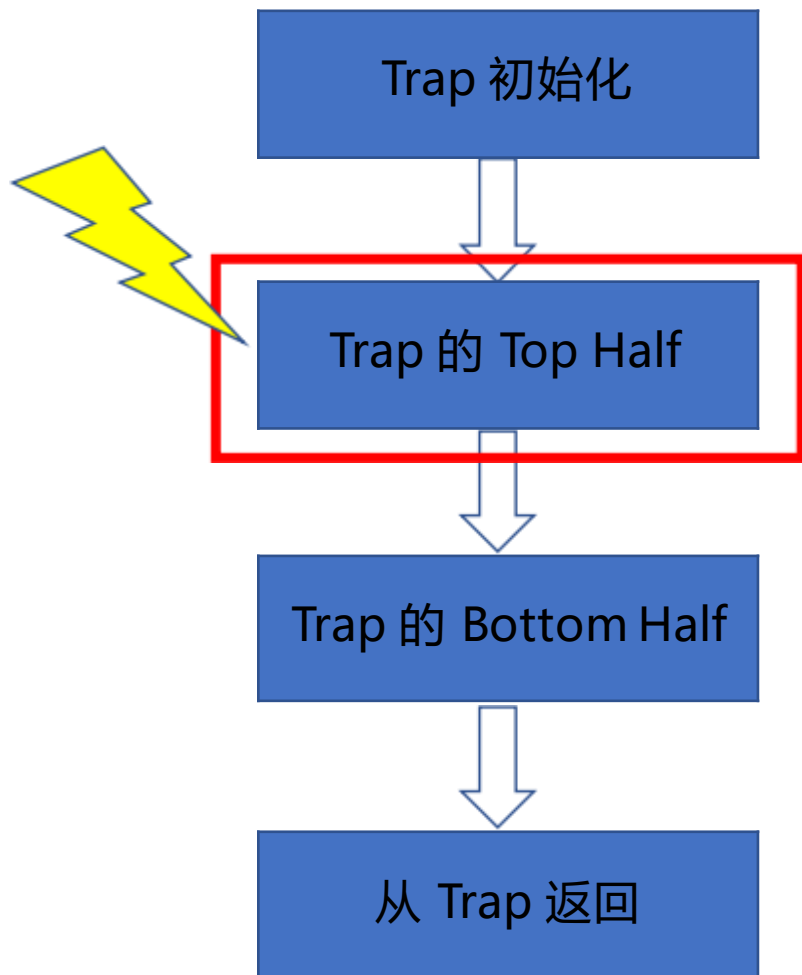 Trap 初始化
Trap 的 Top Half
Trap 的 Bottom Half
从 Trap 返回